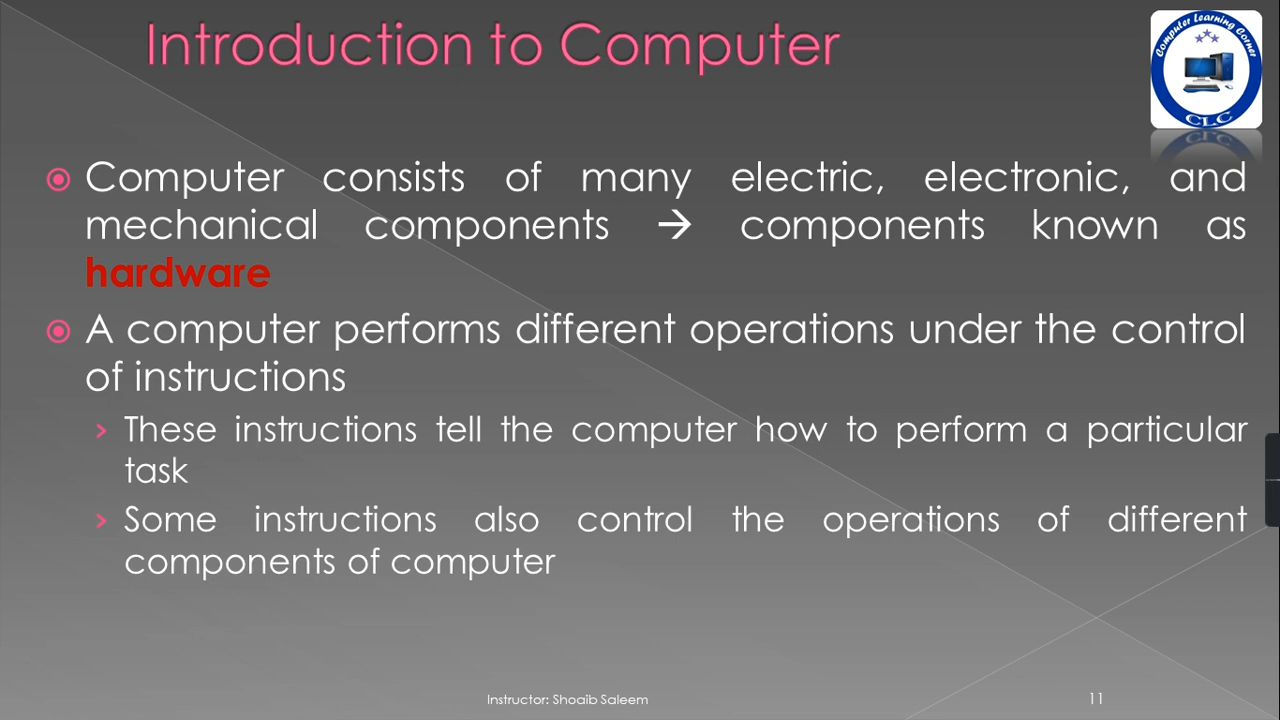 Introduction to Computer
Computer Learning Corner
CLC
Computer consists of many electric, electronic, and
mechanical components → components known as
hardware
A computer performs different operations under the control
of instructions
These instructions tell the computer how to perform a particular
task
Some instructions also control the operations of different
components of computer
Instructor: Shoaib Saleem
11